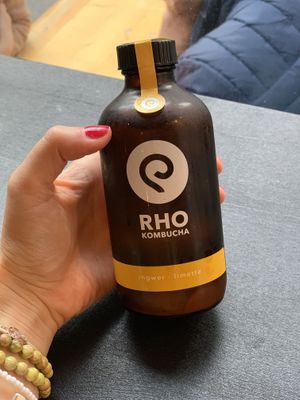 RHO
KOMBUCHA
ingwer · limette